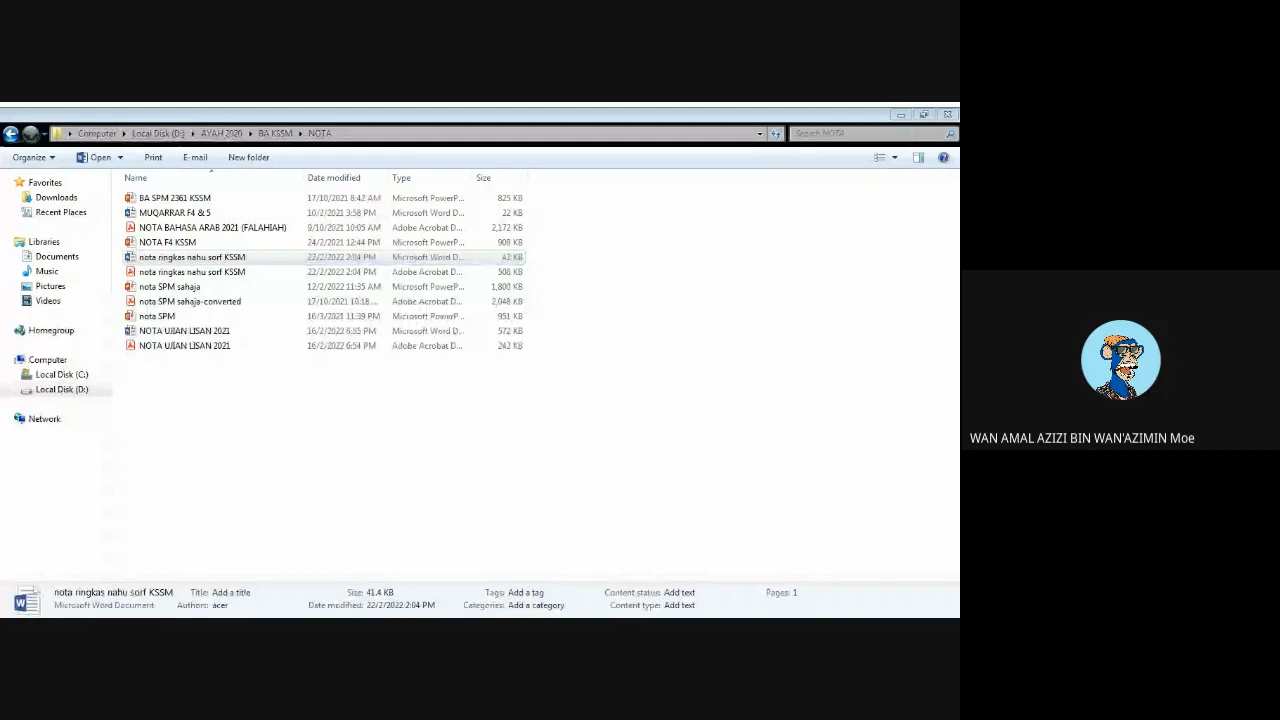 Computer Local Disk (D:) AYAH 2020 BA KSSM NOTA Search NOTA
Organize Open Print E-mail New folder
Name Date modified Type Size
Favorites
Downloads
Recent Places
Libraries
Documents
Music
Pictures
Videos
Homegroup
Computer
Local Disk (C:)
Local Disk (D:)
Network
BA SPM 2361 KSSM 17/10/2021 8:42 AM Microsoft PowerP... 825 KB
MUQARRAR F4 & 5 10/2/2021 3:58 PM Microsoft Word D... 22 KB
NOTA BAHASA ARAB 2021 (FALAHIAH) 9/10/2021 10:05 AM Adobe Acrobat D... 2,172 KB
NOTA F4 KSSM 24/2/2021 12:44 PM Microsoft PowerP... 908 KB
nota ringkas nahu sorf KSSM 22/2/2022 2:04 PM Microsoft Word D... 42 KB
nota ringkas nahu sorf KSSM 22/2/2022 2:04 PM Adobe Acrobat D... 508 KB
nota SPM sahaja 12/2/2022 11:35 AM Microsoft PowerP... 1,800 KB
nota SPM sahaja-converted 17/10/2021 10:18 ... Adobe Acrobat D... 2,048 KB
nota SPM 16/3/2021 11:39 PM Microsoft PowerP... 951 KB
NOTA UJIAN LISAN 2021 16/2/2022 6:55 PM Microsoft Word D... 572 KB
NOTA UJIAN LISAN 2021 16/2/2022 6:54 PM Adobe Acrobat D... 242 KB
WAN AMAL AZIZI BIN WAN'AZIMIN Moe
nota ringkas nahu sorf KSSM Title: Add a title Size: 41.4 KB Tags: Add a tag Content status: Add text Pages: 1
Microsoft Word Document Authors: acer Date modified: 22/2/2022 2:04 PM Categories: Add a category Content type: Add text